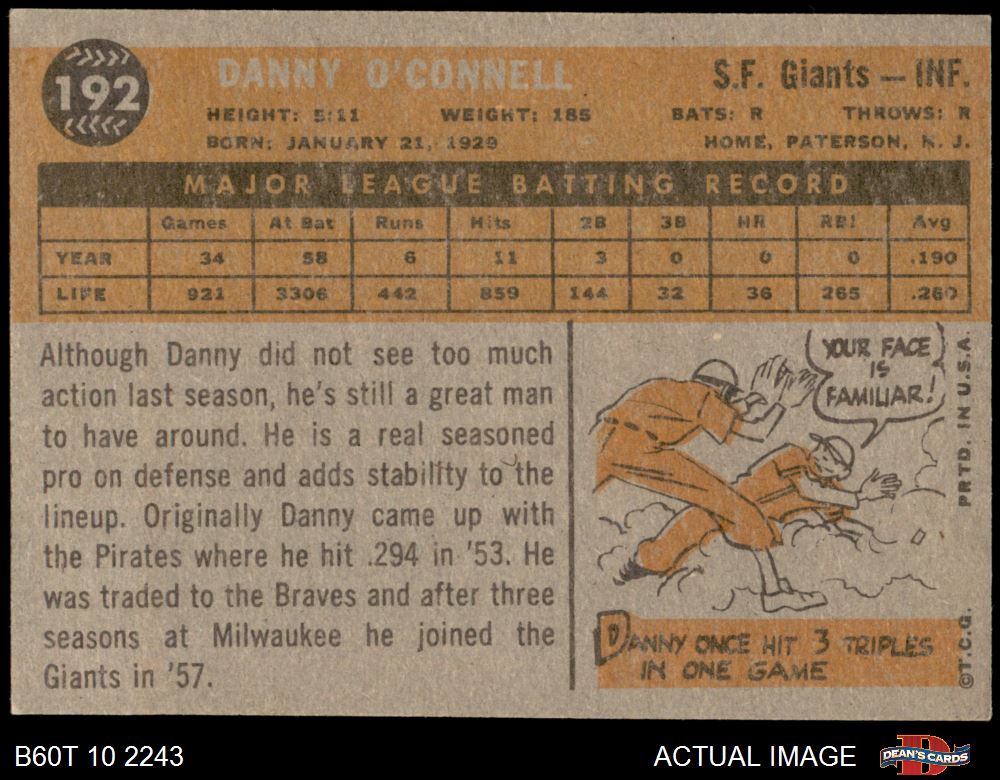 192
DANNY O'CONNELL
S.F. Giants — INF.
HEIGHT: 5:11 WEIGHT: 185 BATS: R THROWS: R
BORN: JANUARY 21, 1929 HOME, PATERSON, N. J.
MAJOR LEAGUE BATTING RECORD
Games At Bat Runs Hits 2B 3B HR RBI Avg
YEAR 34 58 6 11 3 0 0 0 .190
LIFE 921 3306 442 859 144 32 36 265 .260
Although Danny did not see too much
action last season, he's still a great man
to have around. He is a real seasoned
pro on defense and adds stability to the
lineup. Originally Danny came up with
the Pirates where he hit .294 in '53. He
was traded to the Braves and after three
seasons at Milwaukee he joined the
Giants in '57.
YOUR FACE
IS
FAMILIAR!
DANNY ONCE HIT 3 TRIPLES
IN ONE GAME
PRTD. IN U.S.A.
©T.C.G.
B60T 10 2243
ACTUAL IMAGE
DEAN'S CARDS